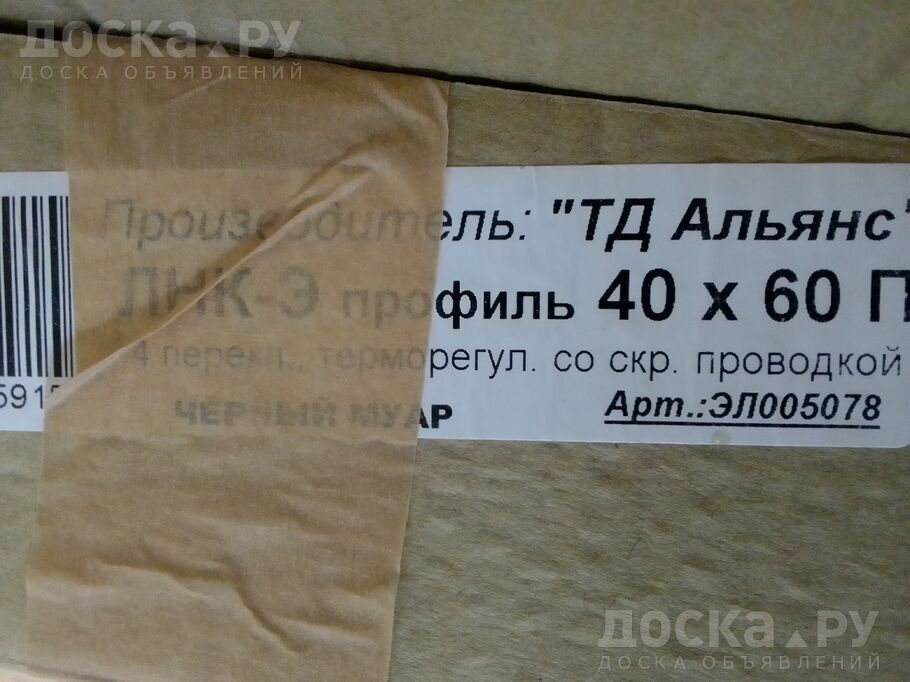 ДОСКА.РУ
ДОСКА ОБЪЯВЛЕНИЙ
Производитель: "ТД Альянс"
ЛНК-Э профиль 40 х 60 П
4 перекл., терморегул. со скр. проводкой
5915
ЧЕРНЫЙ МУАР Арт.:ЭЛ005078
ДОСКА.РУ
ДОСКА ОБЪЯВЛЕНИЙ